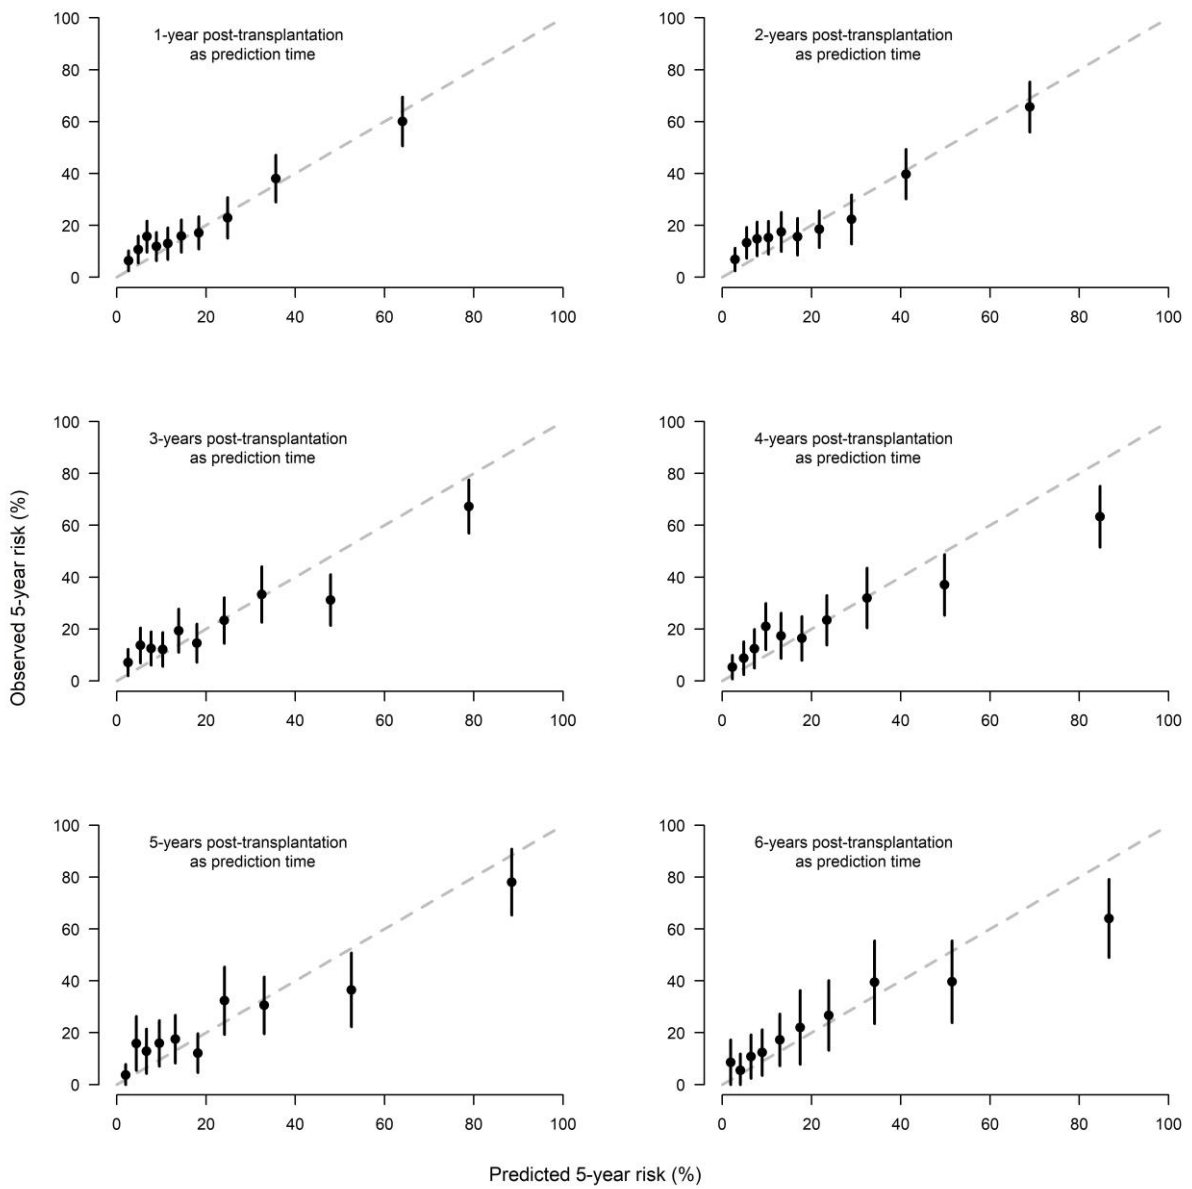 1-year post-transplantation
as prediction time
100
80
60
40
20
0
0 20 40 60 80 100
2-years post-transplantation
as prediction time
100
80
60
40
20
0
0 20 40 60 80 100
3-years post-transplantation
as prediction time
100
80
60
40
20
0
0 20 40 60 80 100
4-years post-transplantation
as prediction time
100
80
60
40
20
0
0 20 40 60 80 100
Observed 5-year risk (%)
5-years post-transplantation
as prediction time
100
80
60
40
20
0
0 20 40 60 80 100
6-years post-transplantation
as prediction time
100
80
60
40
20
0
0 20 40 60 80 100
Predicted 5-year risk (%)